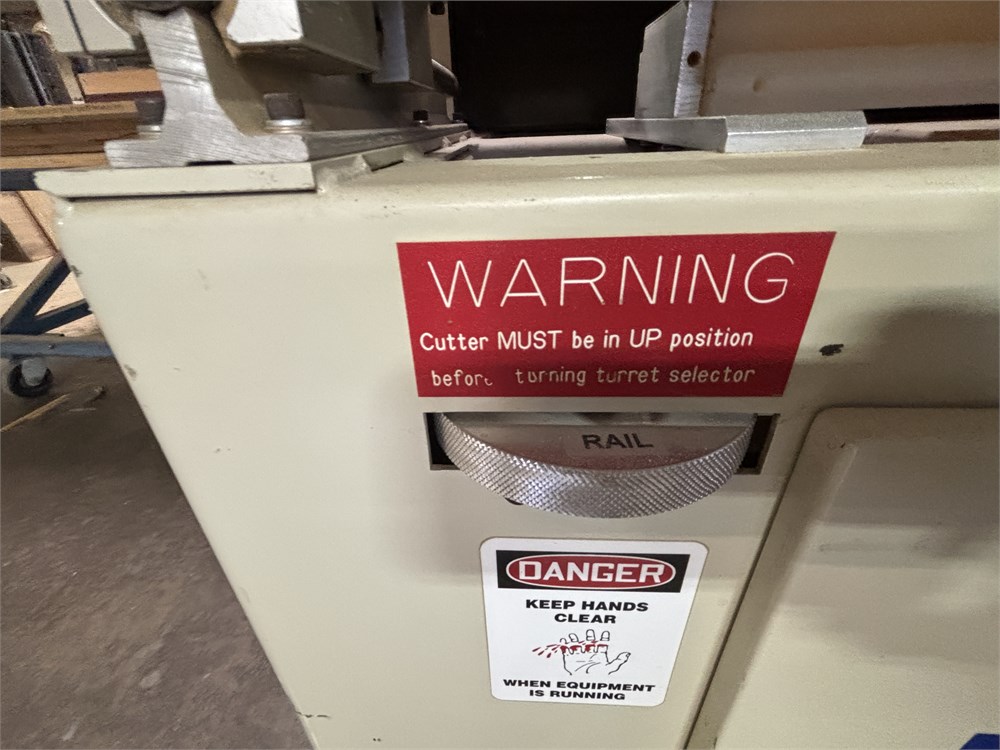 WARNING
Cutter MUST be in UP position
before turning turret selector
RAIL
DANGER
KEEP HANDS
CLEAR
WHEN EQUIPMENT
IS RUNNING